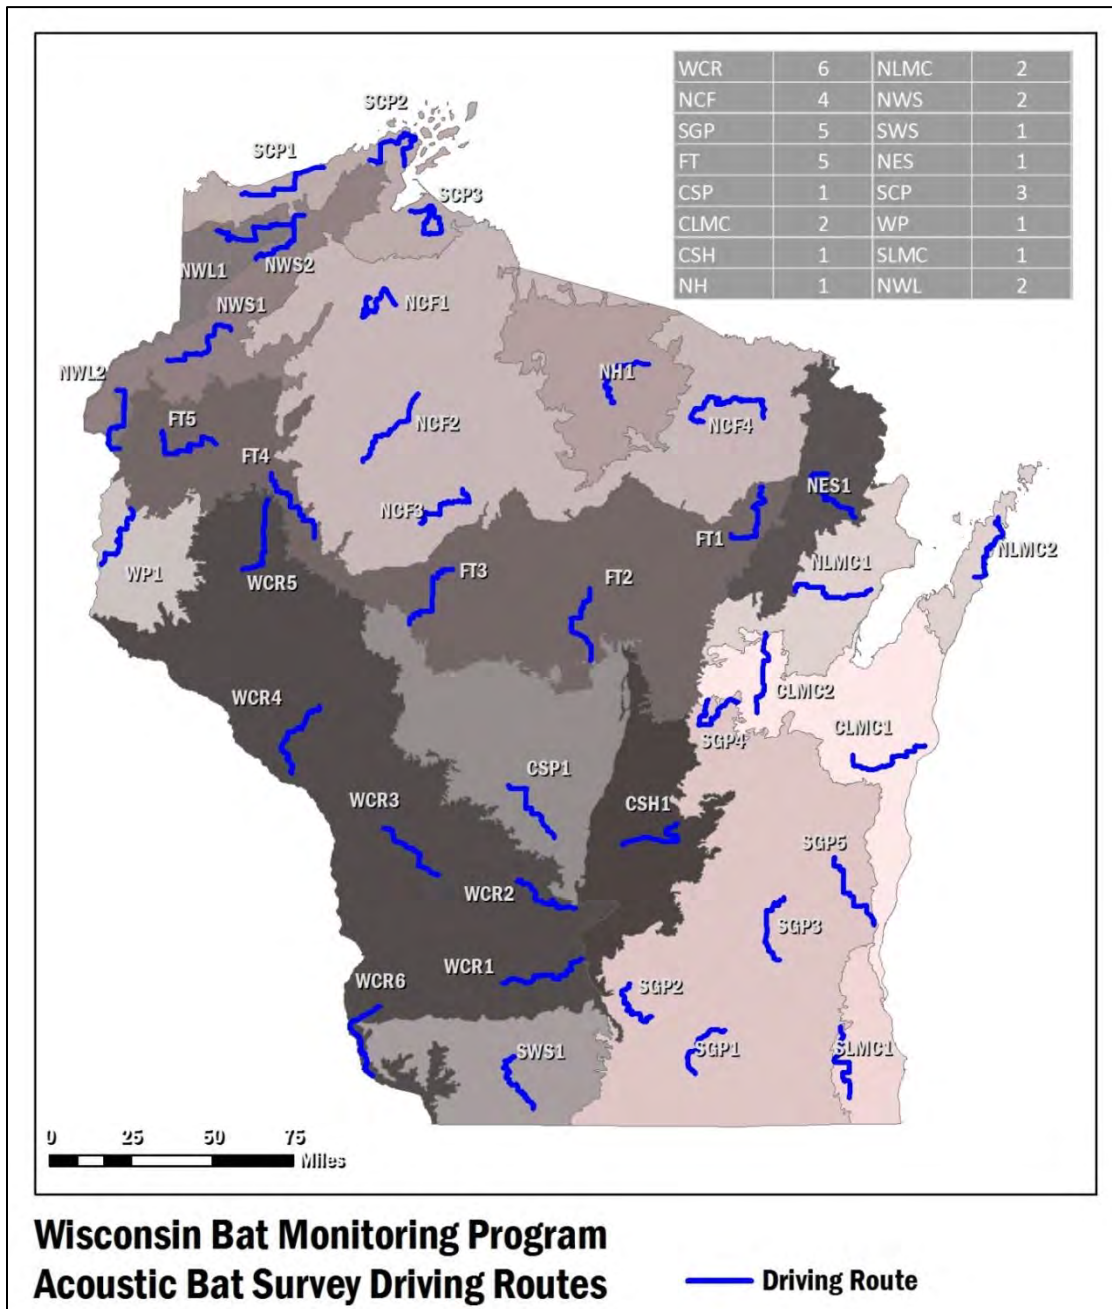 WCR 6 NLMC 2
NCF 4 NWS 2
SGP 5 SWS 1
FT 5 NES 1
CSP 1 SCP 3
CLMC 2 WP 1
CSH 1 SLMC 1
NH 1 NWL 2
SCP2
SCP1
SCP3
NWL1
NWS2
NWS1
NCF1
NWL2
NH1
FT5
NCF2
NCF4
FT4
NES1
NCF3
FT1
NLMC2
WP1
WCR5
FT3
FT2
NLMC1
WCR4
CLMC2
SGP4
CLMC1
CSP1
WCR3
CSH1
SGP5
WCR2
SGP3
WCR1
WCR6
SGP2
SWS1
SGP1
SLMC1
0 25 50 75
Miles
Wisconsin Bat Monitoring Program
Acoustic Bat Survey Driving Routes
Driving Route